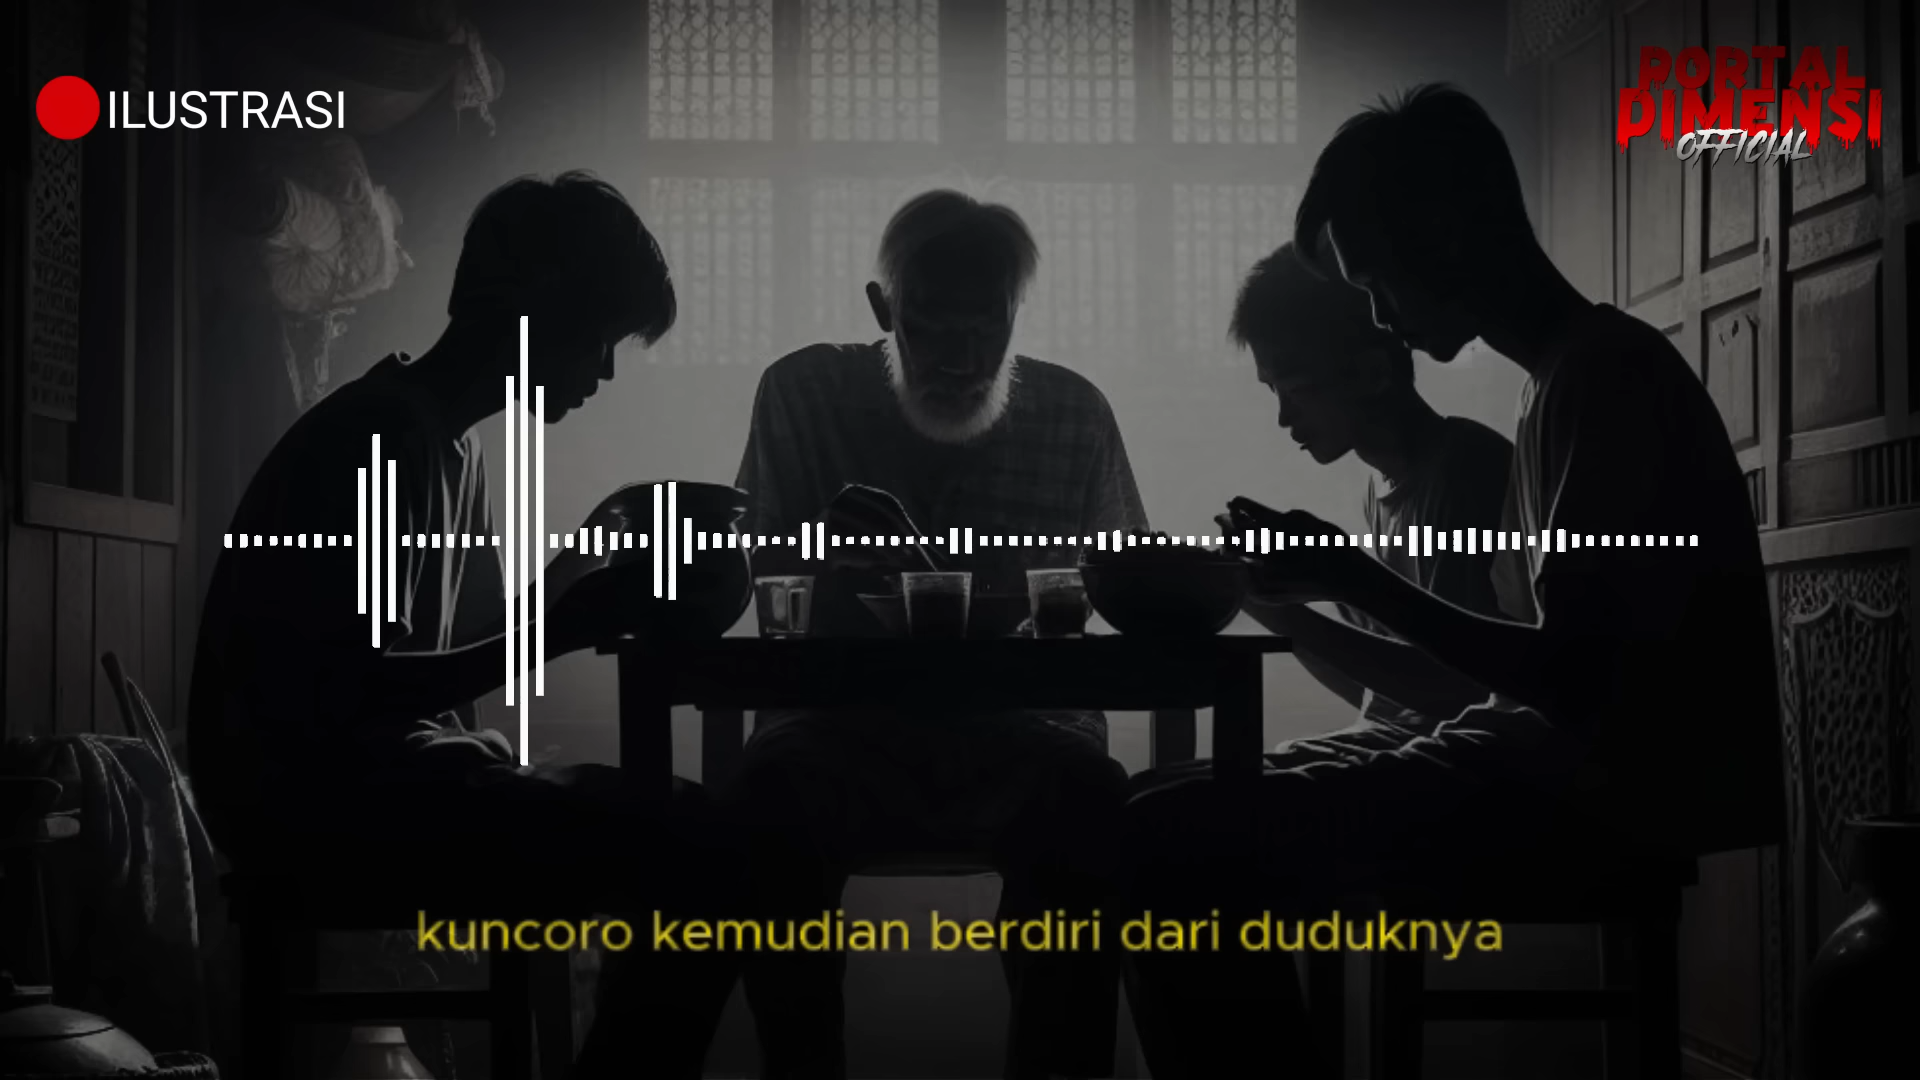 ILUSTRASI
PORTAL
DIMENSI
OFFICIAL
kuncoro kemudian berdiri dari duduknya